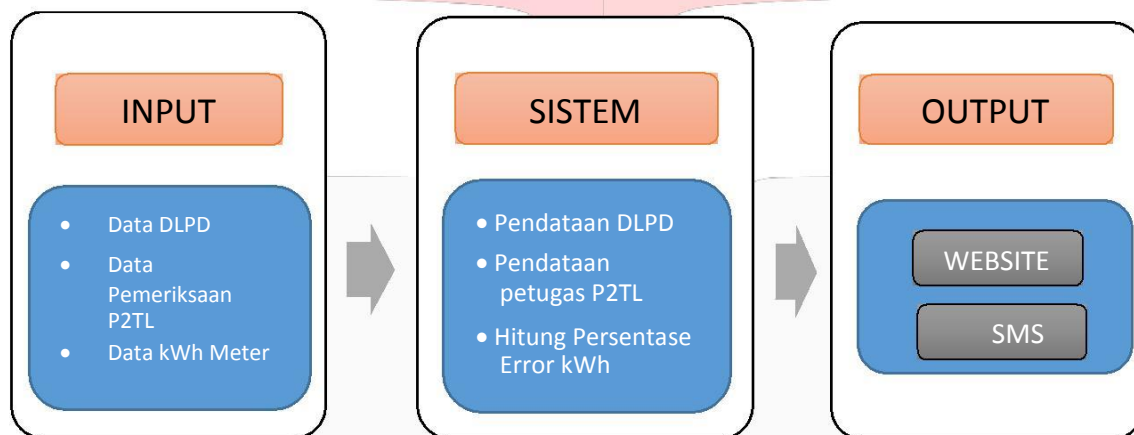 INPUT
• Data DLPD
• Data
Pemeriksaan
P2TL
• Data kWh Meter
SISTEM
• Pendataan DLPD
• Pendataan
petugas P2TL
• Hitung Persentase
Error kWh
OUTPUT
WEBSITE
SMS